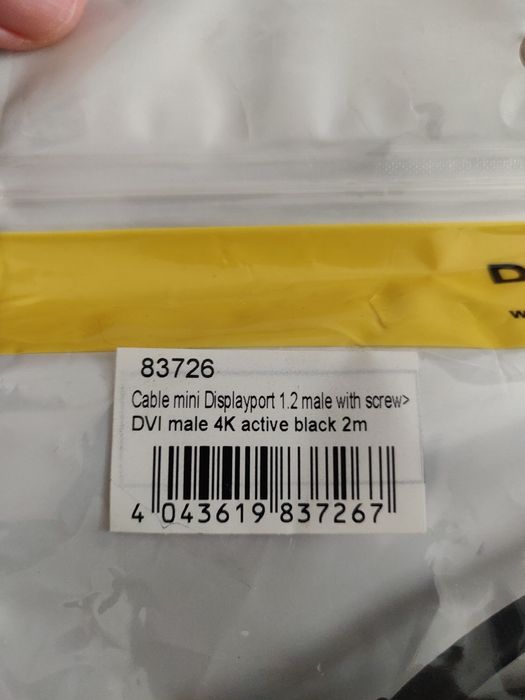 83726
Cable mini Displayport 1.2 male with screw>
DVI male 4K active black 2m
4 043619 837267